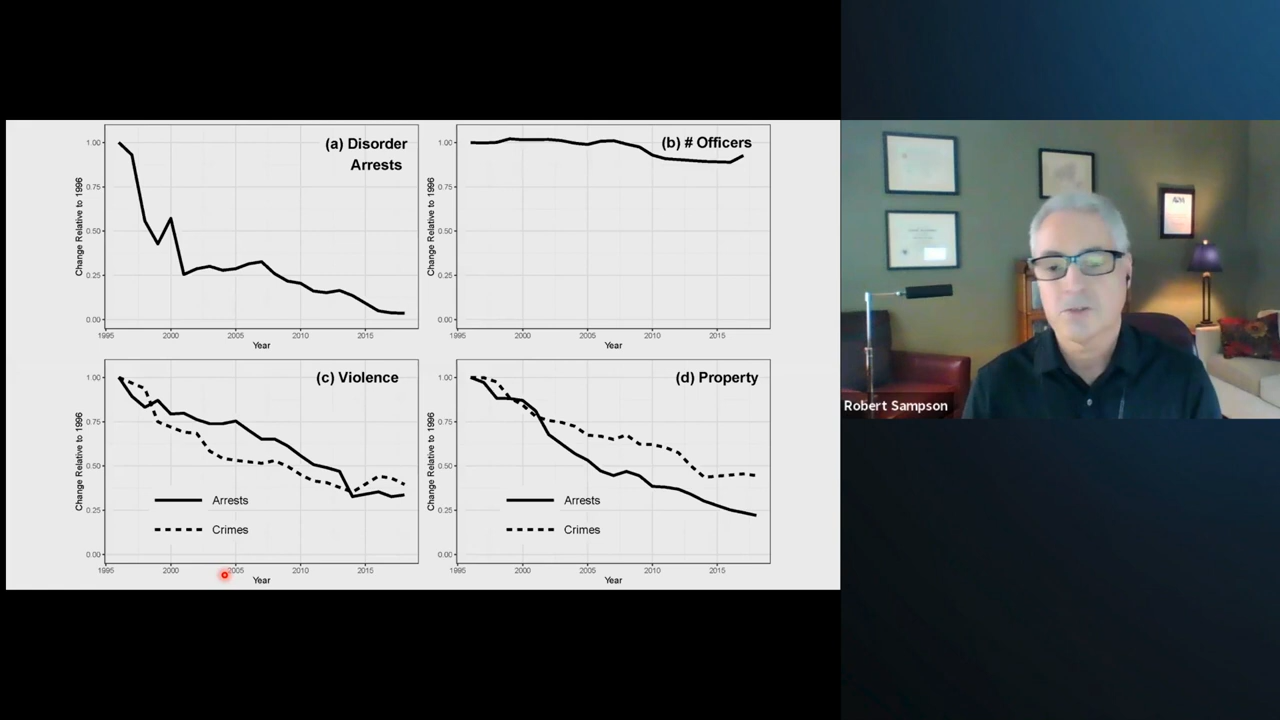 (a) Disorder
Arrests
Change Relative to 1996
1.00
0.75
0.50
0.25
0.00
1995
2000
2005
2010
2015
Year
(b) # Officers
Change Relative to 1996
1.00
0.75
0.50
0.25
0.00
1995
2000
2005
2010
2015
Year
(c) Violence
Change Relative to 1996
1.00
0.75
0.50
0.25
0.00
Arrests
Crimes
1995
2000
2005
2010
2015
Year
(d) Property
Change Relative to 1996
1.00
0.75
0.50
0.25
0.00
Arrests
Crimes
1995
2000
2005
2010
2015
Year
Robert Sampson